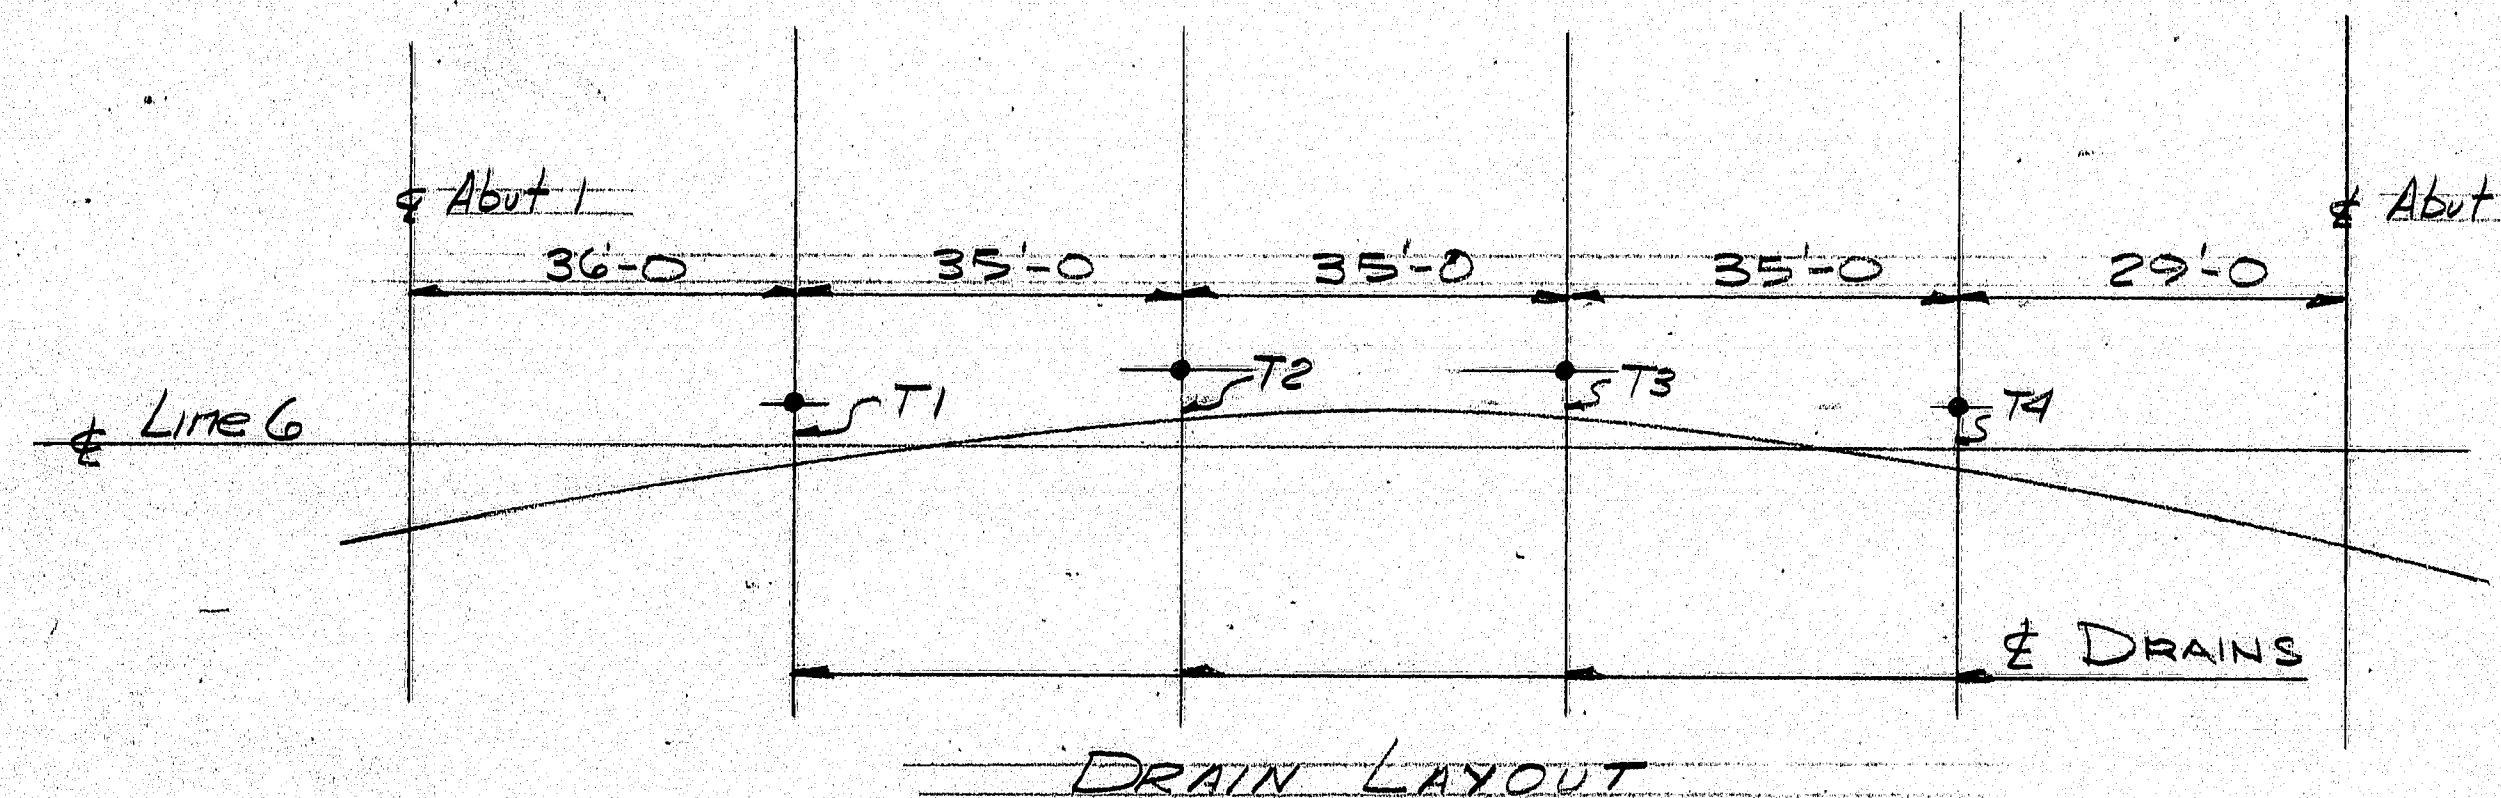 ℄ Abut 1
℄ Abut
36'-0
35'-0
35'-0
35'-0
29'-0
T1
T2
T3
T4
℄ Line 6
℄ DRAINS
DRAIN LAYOUT